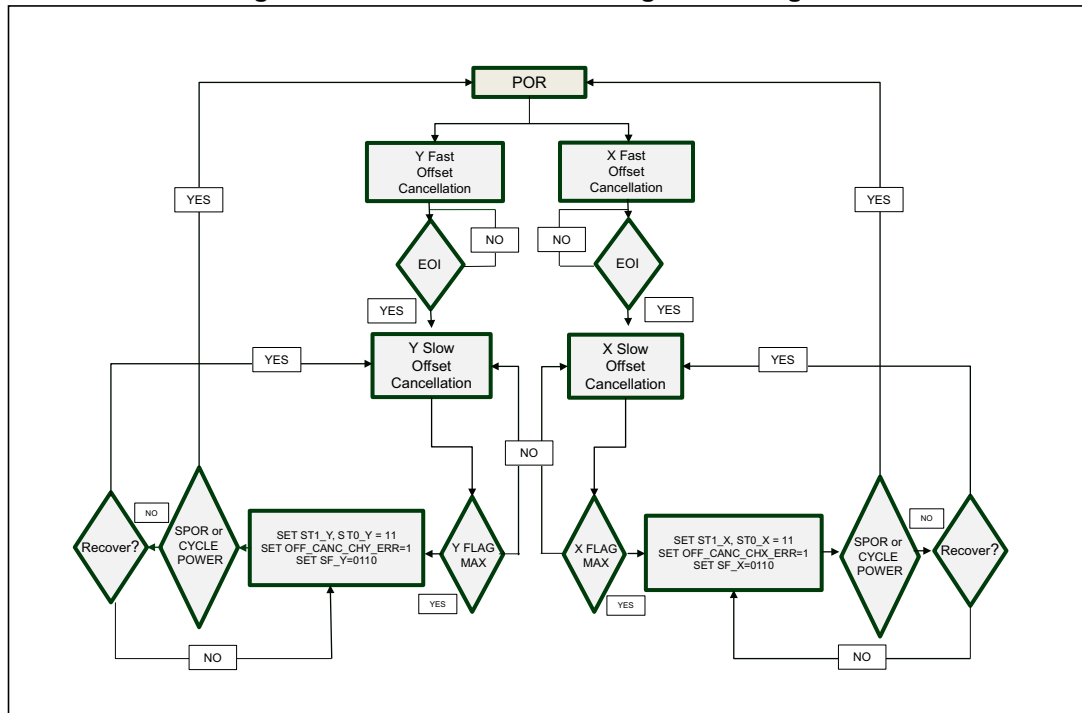 POR
Y Fast
Offset
Cancellation
X Fast
Offset
Cancellation
YES
YES
NO
NO
EOI
EOI
YES
YES
Y Slow
Offset
Cancellation
X Slow
Offset
Cancellation
YES
YES
NO
NO
NO
Recover?
SPOR or
CYCLE
POWER
SET ST1_Y, ST0_Y = 11
SET OFF_CANC_CHY_ERR=1
SET SF_Y=0110
Y FLAG
MAX
X FLAG
MAX
SET ST1_X, ST0_X = 11
SET OFF_CANC_CHX_ERR=1
SET SF_X=0110
SPOR or
CYCLE
POWER
Recover?
YES
YES
NO
NO